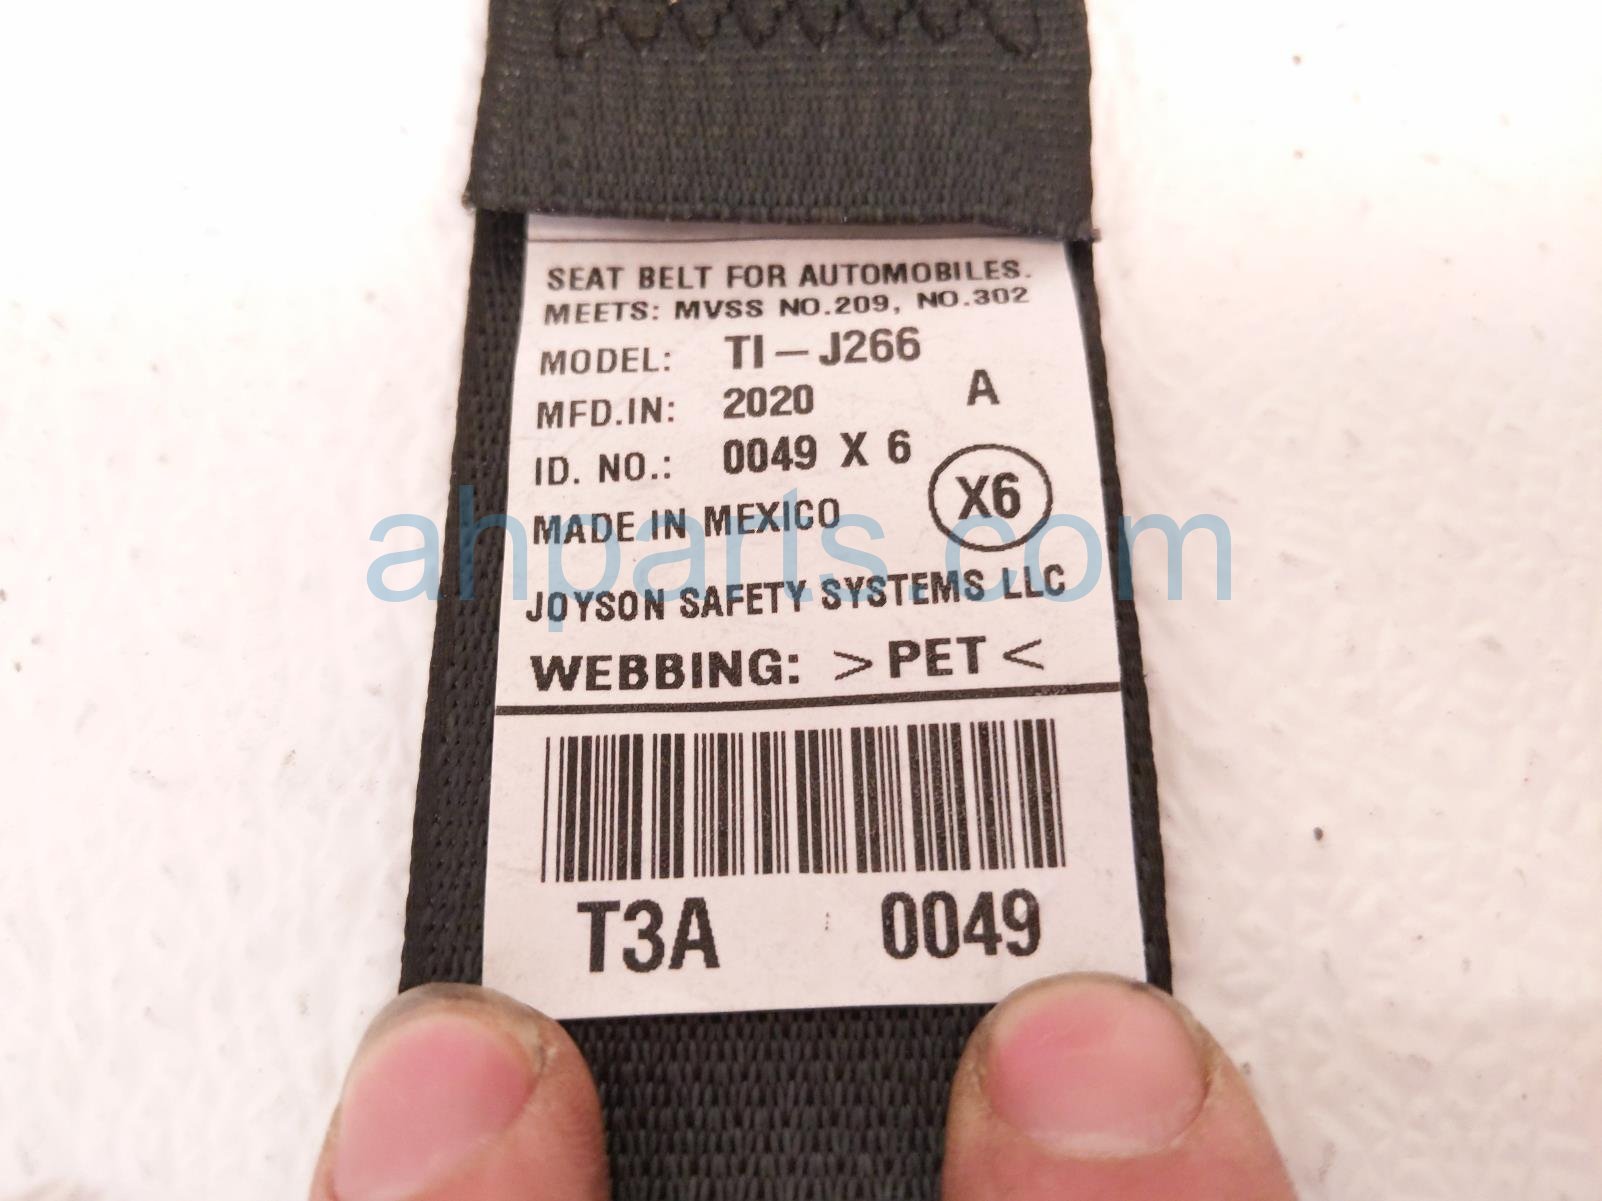 SEAT BELT FOR AUTOMOBILES.
MEETS: MVSS NO.209, NO.302
MODEL: TI-J266
MFD.IN: 2020 A
ID. NO.: 0049 X 6
X6
MADE IN MEXICO
JOYSON SAFETY SYSTEMS LLC
WEBBING: >PET<
T3A 0049
ahparts.com